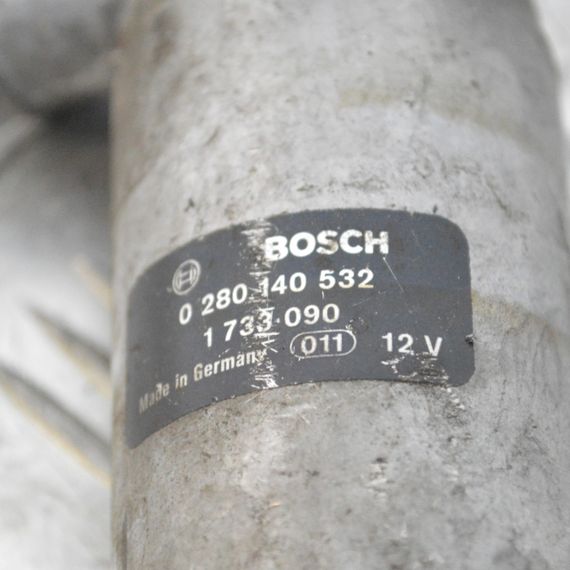 BOSCH
0 280 140 532
1 733 090
Made in Germany 011 12 V